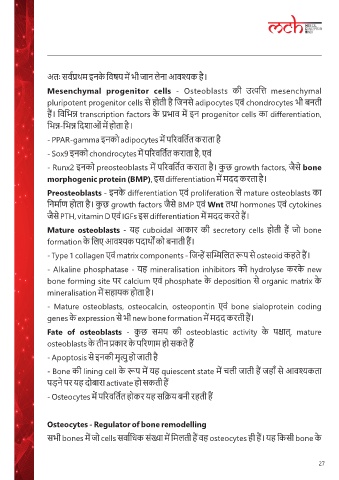 mch
अतः सर्वप्रथम इनके विषय में भी जान लेना आवश्यक है।
Mesenchymal progenitor cells - Osteoblasts की उत्पत्ति mesenchymal
pluripotent progenitor cells से होती है जिनसे adipocytes एवं chondrocytes भी बनती
हैं। विभिन्न transcription factors के प्रभाव में इन progenitor cells का differentiation,
भिन्न-भिन्न दिशाओं में होता है।
- PPAR-gamma इनको adipocytes में परिवर्तित कराता है
- Sox9 इनको chondrocytes में परिवर्तित कराता है, एवं
- Runx2 इनको preosteoblasts में परिवर्तित कराता है। कुछ growth factors, जैसे bone
morphogenic protein (BMP), इस differentiation में मदद करता है।
Preosteoblasts - इनके differentiation एवं proliferation से mature osteoblasts का
निर्माण होता है। कुछ growth factors जैसे BMP एवं Wnt तथा hormones एवं cytokines
जैसे PTH, vitamin D एवं IGFs इस differentiation में मदद करते हैं।
Mature osteoblasts - यह cuboidal आकार की secretory cells होती हैं जो bone
formation के लिए आवश्यक पदार्थों को बनाती हैं।
- Type 1 collagen एवं matrix components - जिन्हें सम्मिलित रूप से osteoid कहते हैं।
- Alkaline phosphatase - यह mineralisation inhibitors को hydrolyse करके new
bone forming site पर calcium एवं phosphate के deposition से organic matrix के
mineralisation में सहायक होता है।
- Mature osteoblasts, osteocalcin, osteopontin एवं bone sialoprotein coding
genes के expression से भी new bone formation में मदद करती हैं।
Fate of osteoblasts - कुछ समय की osteoblastic activity के पश्चात्, mature
osteoblasts के तीन प्रकार के परिणाम हो सकते हैं
- Apoptosis से इनकी मृत्यु हो जाती है
- Bone की lining cell के रूप में यह quiescent state में चली जाती हैं जहाँ से आवश्यकता
पड़ने पर यह दोबारा activate हो सकती हैं
- Osteocytes में परिवर्तित होकर यह सक्रिय बनी रहती हैं
Osteocytes - Regulator of bone remodelling
सभी bones में जो cells सर्वाधिक संख्या में मिलती हैं वह osteocytes ही हैं। यह किसी bone के
27